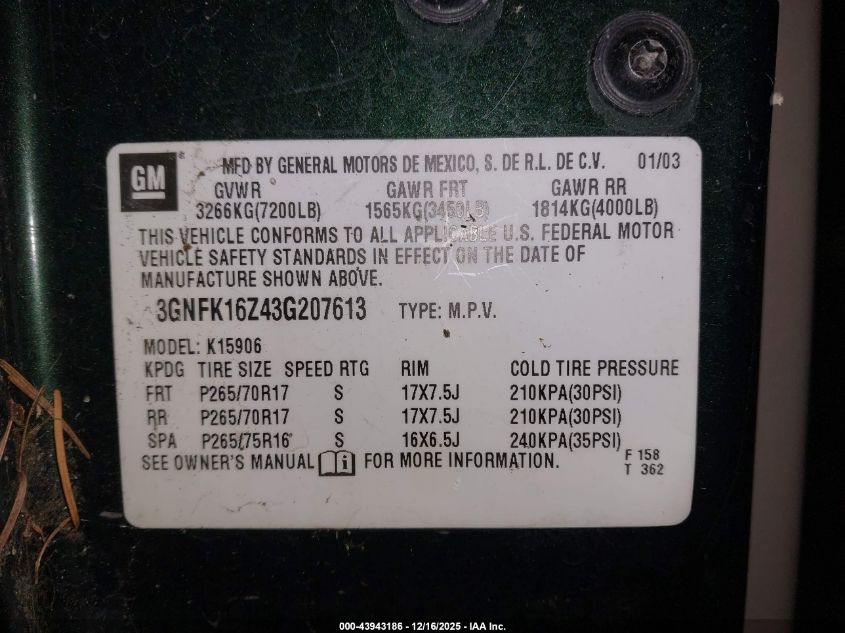 GM ® MFD BY GENERAL MOTORS DE MEXICO, S. DE R.L. DE C.V. 01/03
GVWR GAWR FRT GAWR RR
3266KG(7200LB) 1565KG(3450LB) 1814KG(4000LB)
THIS VEHICLE CONFORMS TO ALL APPLICABLE U.S. FEDERAL MOTOR
VEHICLE SAFETY STANDARDS IN EFFECT ON THE DATE OF
MANUFACTURE SHOWN ABOVE.
3GNFK16Z43G207613 TYPE: M.P.V.
MODEL: K15906
KPDG TIRE SIZE SPEED RTG RIM COLD TIRE PRESSURE
FRT P265/70R17 S 17X7.5J 210KPA(30PSI)
RR P265/70R17 S 17X7.5J 210KPA(30PSI)
SPA P265/75R16 S 16X6.5J 240KPA(35PSI)
SEE OWNER'S MANUAL i FOR MORE INFORMATION. F 158
T 362
000-43943186 - 12/16/2025 - IAA Inc.